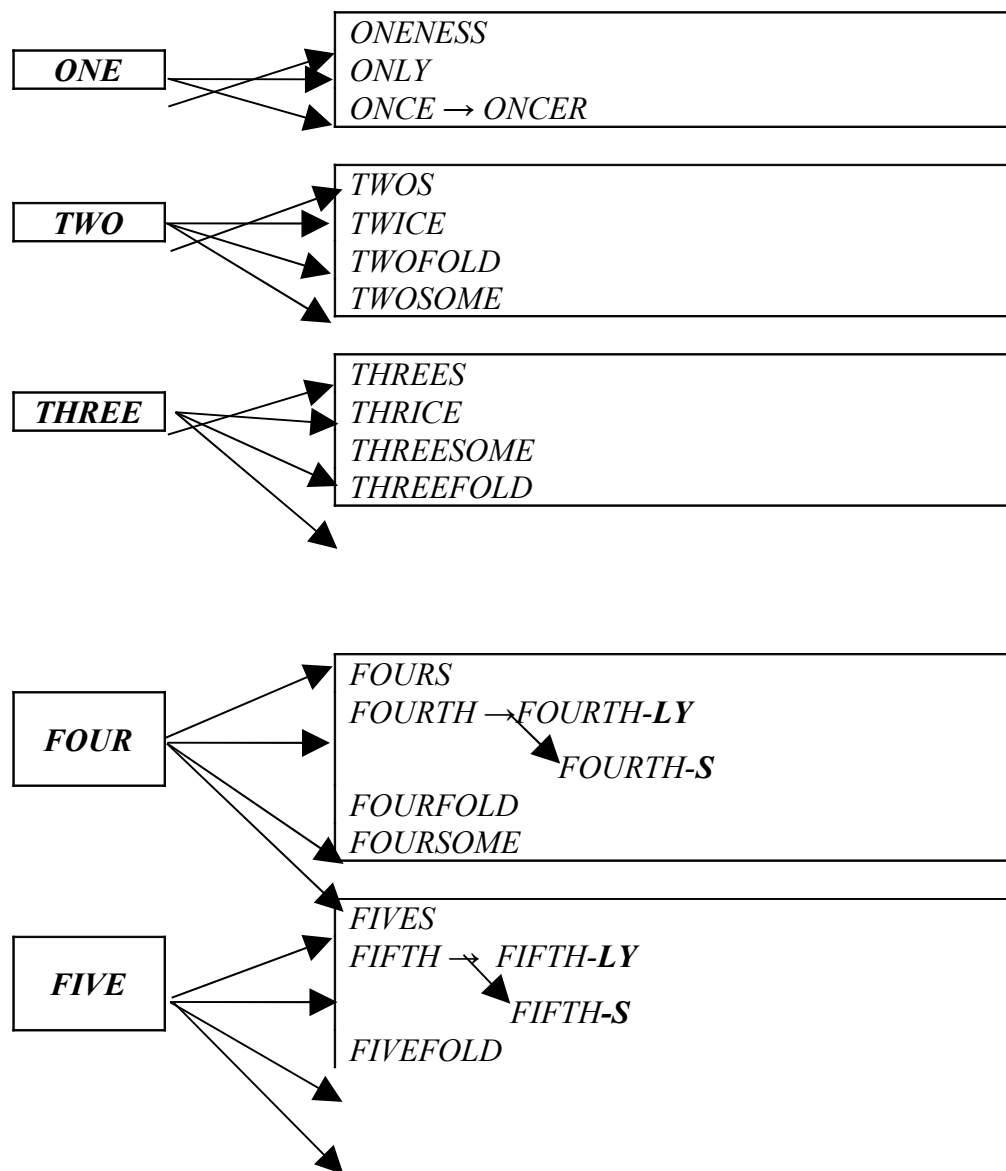 ONE
ONENESS
ONLY
ONCE → ONCER
TWO
TWOS
TWICE
TWOFOLD
TWOSOME
THREE
THREES
THRICE
THREESOME
THREEFOLD
FOUR
FOURS
FOURTH → FOURTH-LY
FOURTH-S
FOURFOLD
FOURSOME
FIVE
FIVES
FIFTH → FIFTH-LY
FIFTH-S
FIVEFOLD